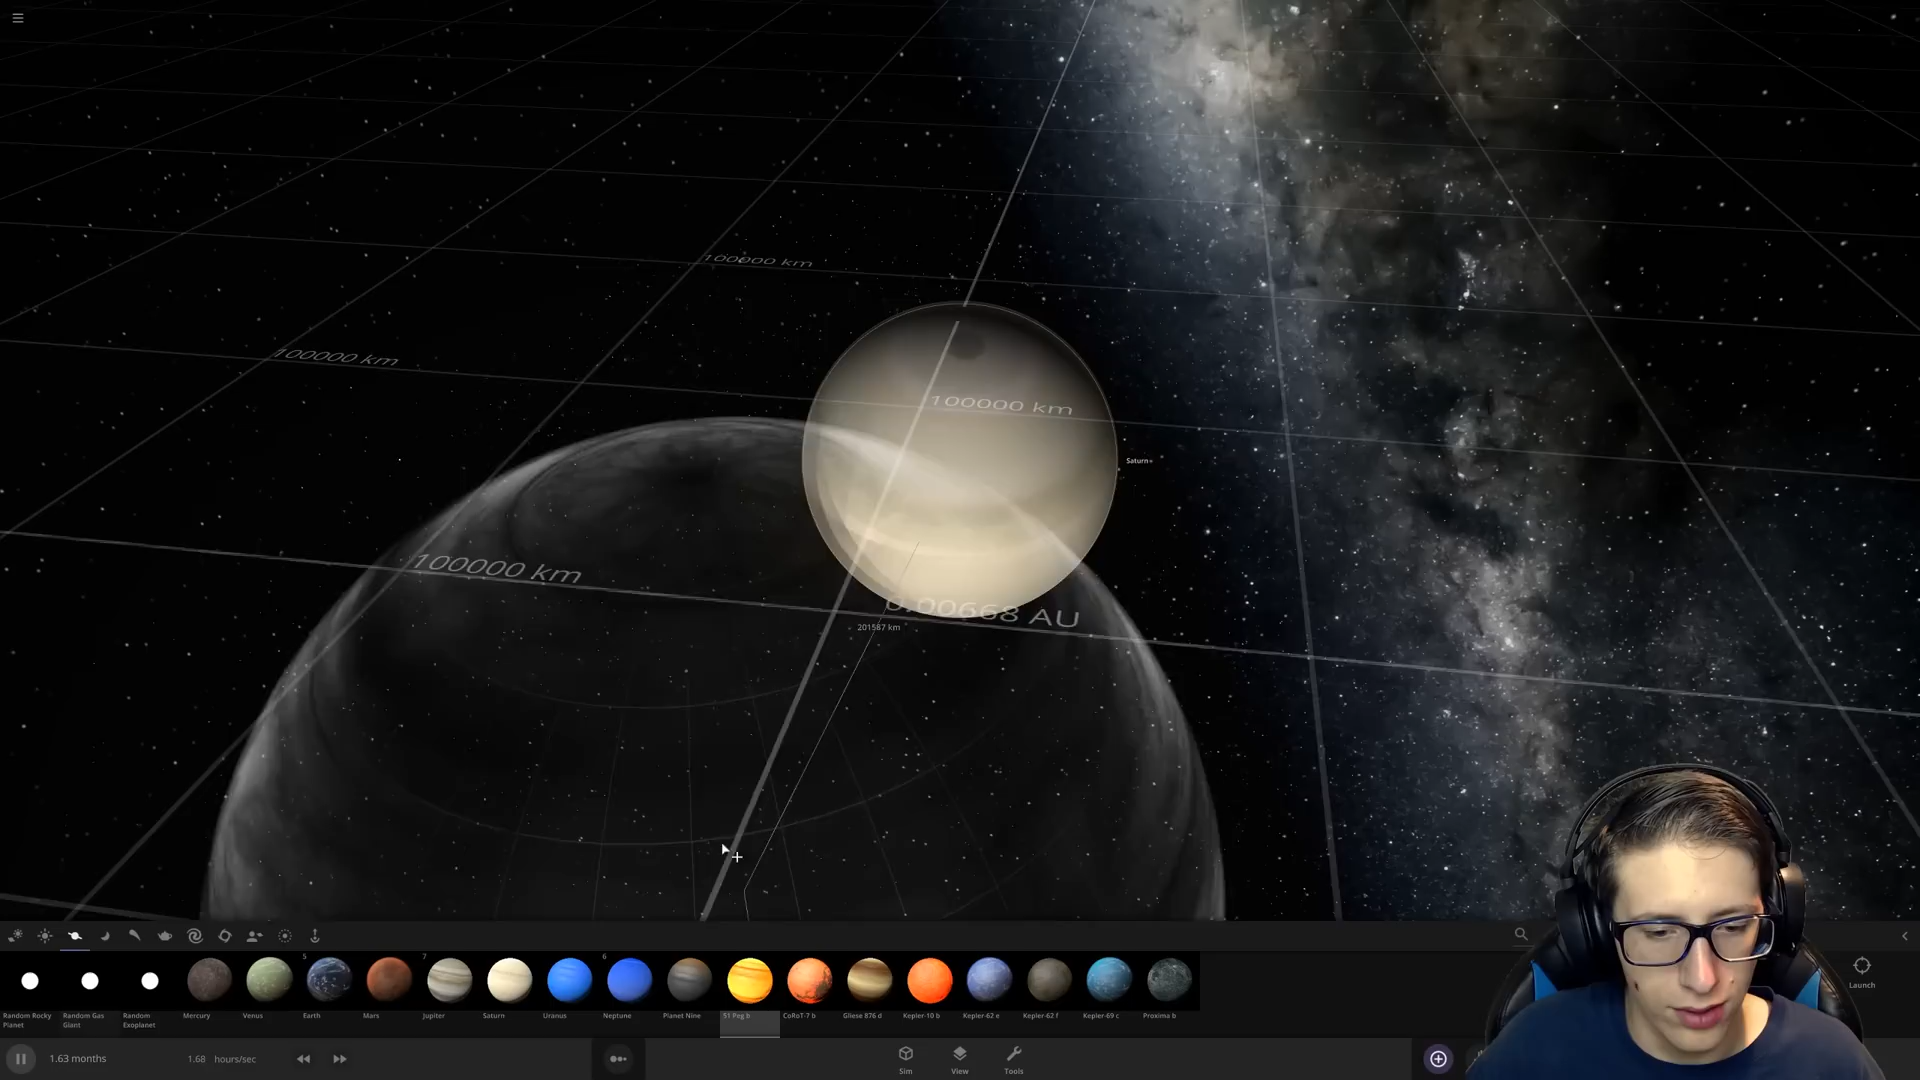 100000 km
100000 km
100000 km
Saturn
100000 km
0.00668 AU
201587 km
5
7
6
Random Rocky Planet
Random Gas Giant
Random Exoplanet
Mercury
Venus
Earth
Mars
Jupiter
Saturn
Uranus
Neptune
Planet Nine
51 Peg b
CoRoT-7 b
Gliese 876 d
Kepler-10 b
Kepler-62 e
Kepler-62 f
Kepler-69 c
Proxima b
Launch
1.63 months
1.68 hours/sec
Sim
View
Tools